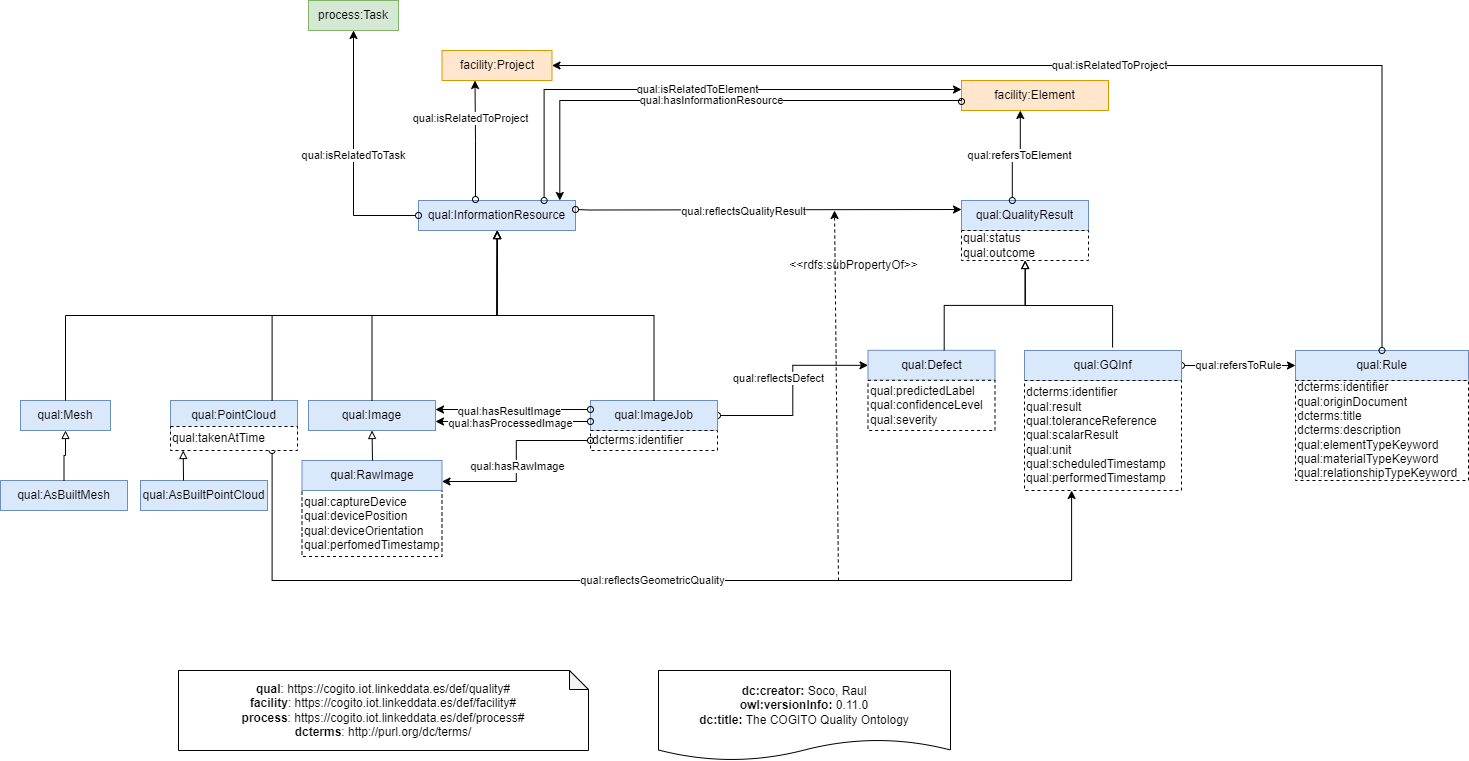 process:Task
facility:Project
qual:isRelatedToProject
qual:isRelatedToElement
facility:Element
qual:hasInformationResource
qual:isRelatedToProject
qual:isRelatedToTask
qual:refersToElement
qual:InformationResource
qual:reflectsQualityResult
qual:QualityResult
qual:status
qual:outcome
<<rdfs:subPropertyOf>>
qual:Defect
qual:predictedLabel
qual:confidenceLevel
qual:severity
qual:GQInf
dcterms:identifier
qual:result
qual:toleranceReference
qual:scalarResult
qual:unit
qual:scheduledTimestamp
qual:performedTimestamp
qual:refersToRule
qual:Rule
dcterms:identifier
qual:originDocument
dcterms:title
dcterms:description
qual:elementTypeKeyword
qual:materialTypeKeyword
qual:relationshipTypeKeyword
qual:reflectsDefect
qual:Mesh
qual:PointCloud
qual:takenAtTime
qual:Image
qual:hasResultImage
qual:hasProcessedImage
qual:ImageJob
dcterms:identifier
qual:hasRawImage
qual:AsBuiltMesh
qual:AsBuiltPointCloud
qual:RawImage
qual:captureDevice
qual:devicePosition
qual:deviceOrientation
qual:perfomedTimestamp
qual:reflectsGeometricQuality
qual: https://cogito.iot.linkeddata.es/def/quality#
facility: https://cogito.iot.linkeddata.es/def/facility#
process: https://cogito.iot.linkeddata.es/def/process#
dcterms: http://purl.org/dc/terms/
dc:creator: Soco, Raul
owl:versionInfo: 0.11.0
dc:title: The COGITO Quality Ontology